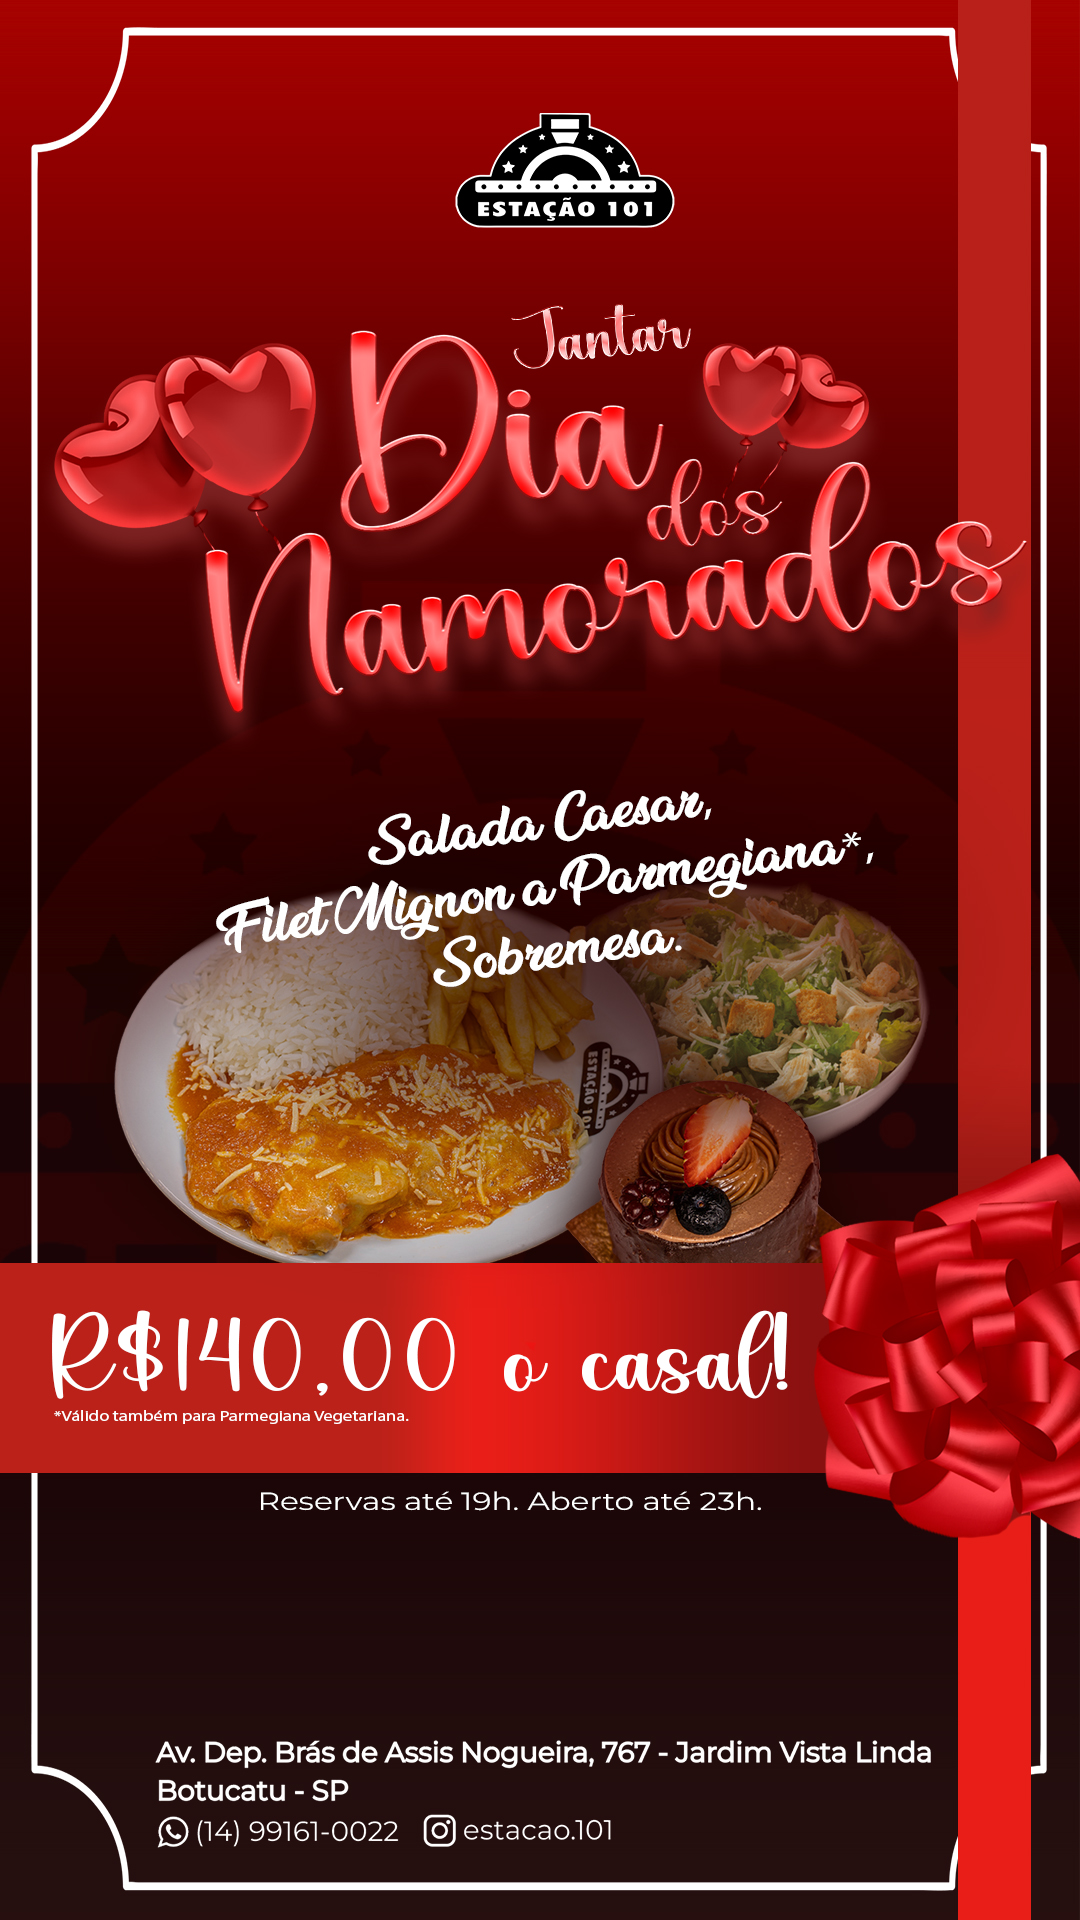 ESTAÇÃO 101
Jantar
Dia
dos
Namorados
Salada Caesar,
Filet Mignon a Parmegiana*,
Sobremesa.
ESTAÇÃO 101
R$140,00 o casal!
*Válido também para Parmegiana Vegetariana.
Reservas até 19h. Aberto até 23h.
Av. Dep. Brás de Assis Nogueira, 767 - Jardim Vista Linda
Botucatu - SP
(14) 99161-0022 estacao.101